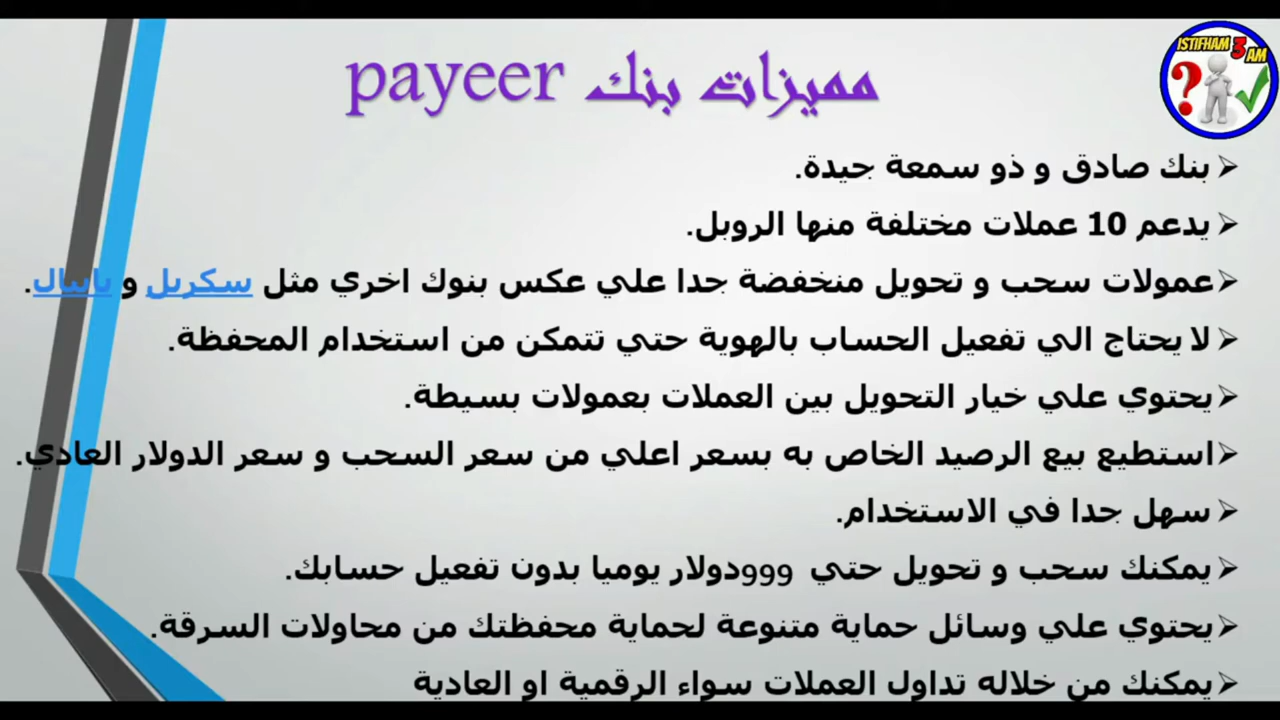 ISTIFHAM 3 AM
مميزات بنك payeer
بنك صادق و ذو سمعة جيدة.
يدعم 10 عملات مختلفة منها الروبل.
عمولات سحب و تحويل منخفضة جدا علي عكس بنوك اخري مثل سكريل و بايبال.
لا يحتاج الي تفعيل الحساب بالهوية حتي تتمكن من استخدام المحفظة.
يحتوي علي خيار التحويل بين العملات بعمولات بسيطة.
استطيع بيع الرصيد الخاص به بسعر اعلي من سعر السحب و سعر الدولار العادي.
سهل جدا في الاستخدام.
يمكنك سحب و تحويل حتي 999دولار يوميا بدون تفعيل حسابك.
يحتوي علي وسائل حماية متنوعة لحماية محفظتك من محاولات السرقة.
يمكنك من خلاله تداول العملات سواء الرقمية او العادية